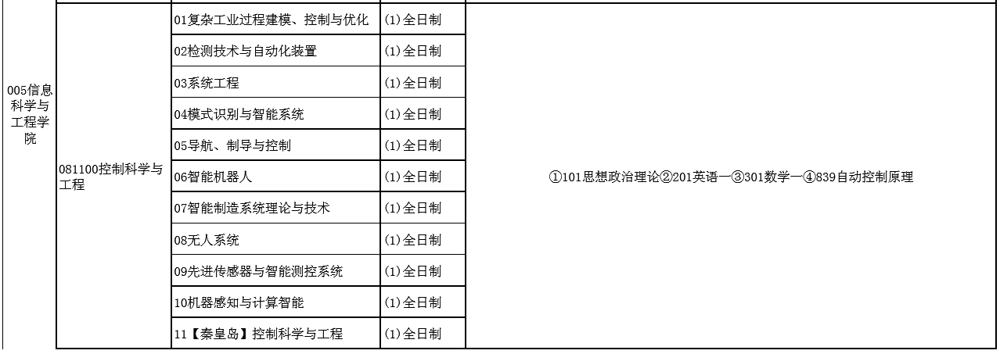 005信息
科学与
工程学
院
081100控制科学与
工程
01复杂工业过程建模、控制与优化 (1)全日制
02检测技术与自动化装置 (1)全日制
03系统工程 (1)全日制
04模式识别与智能系统 (1)全日制
05导航、制导与控制 (1)全日制
06智能机器人 (1)全日制
07智能制造系统理论与技术 (1)全日制
08无人系统 (1)全日制
09先进传感器与智能测控系统 (1)全日制
10机器感知与计算智能 (1)全日制
11【秦皇岛】控制科学与工程 (1)全日制
①101思想政治理论②201英语一③301数学一④839自动控制原理